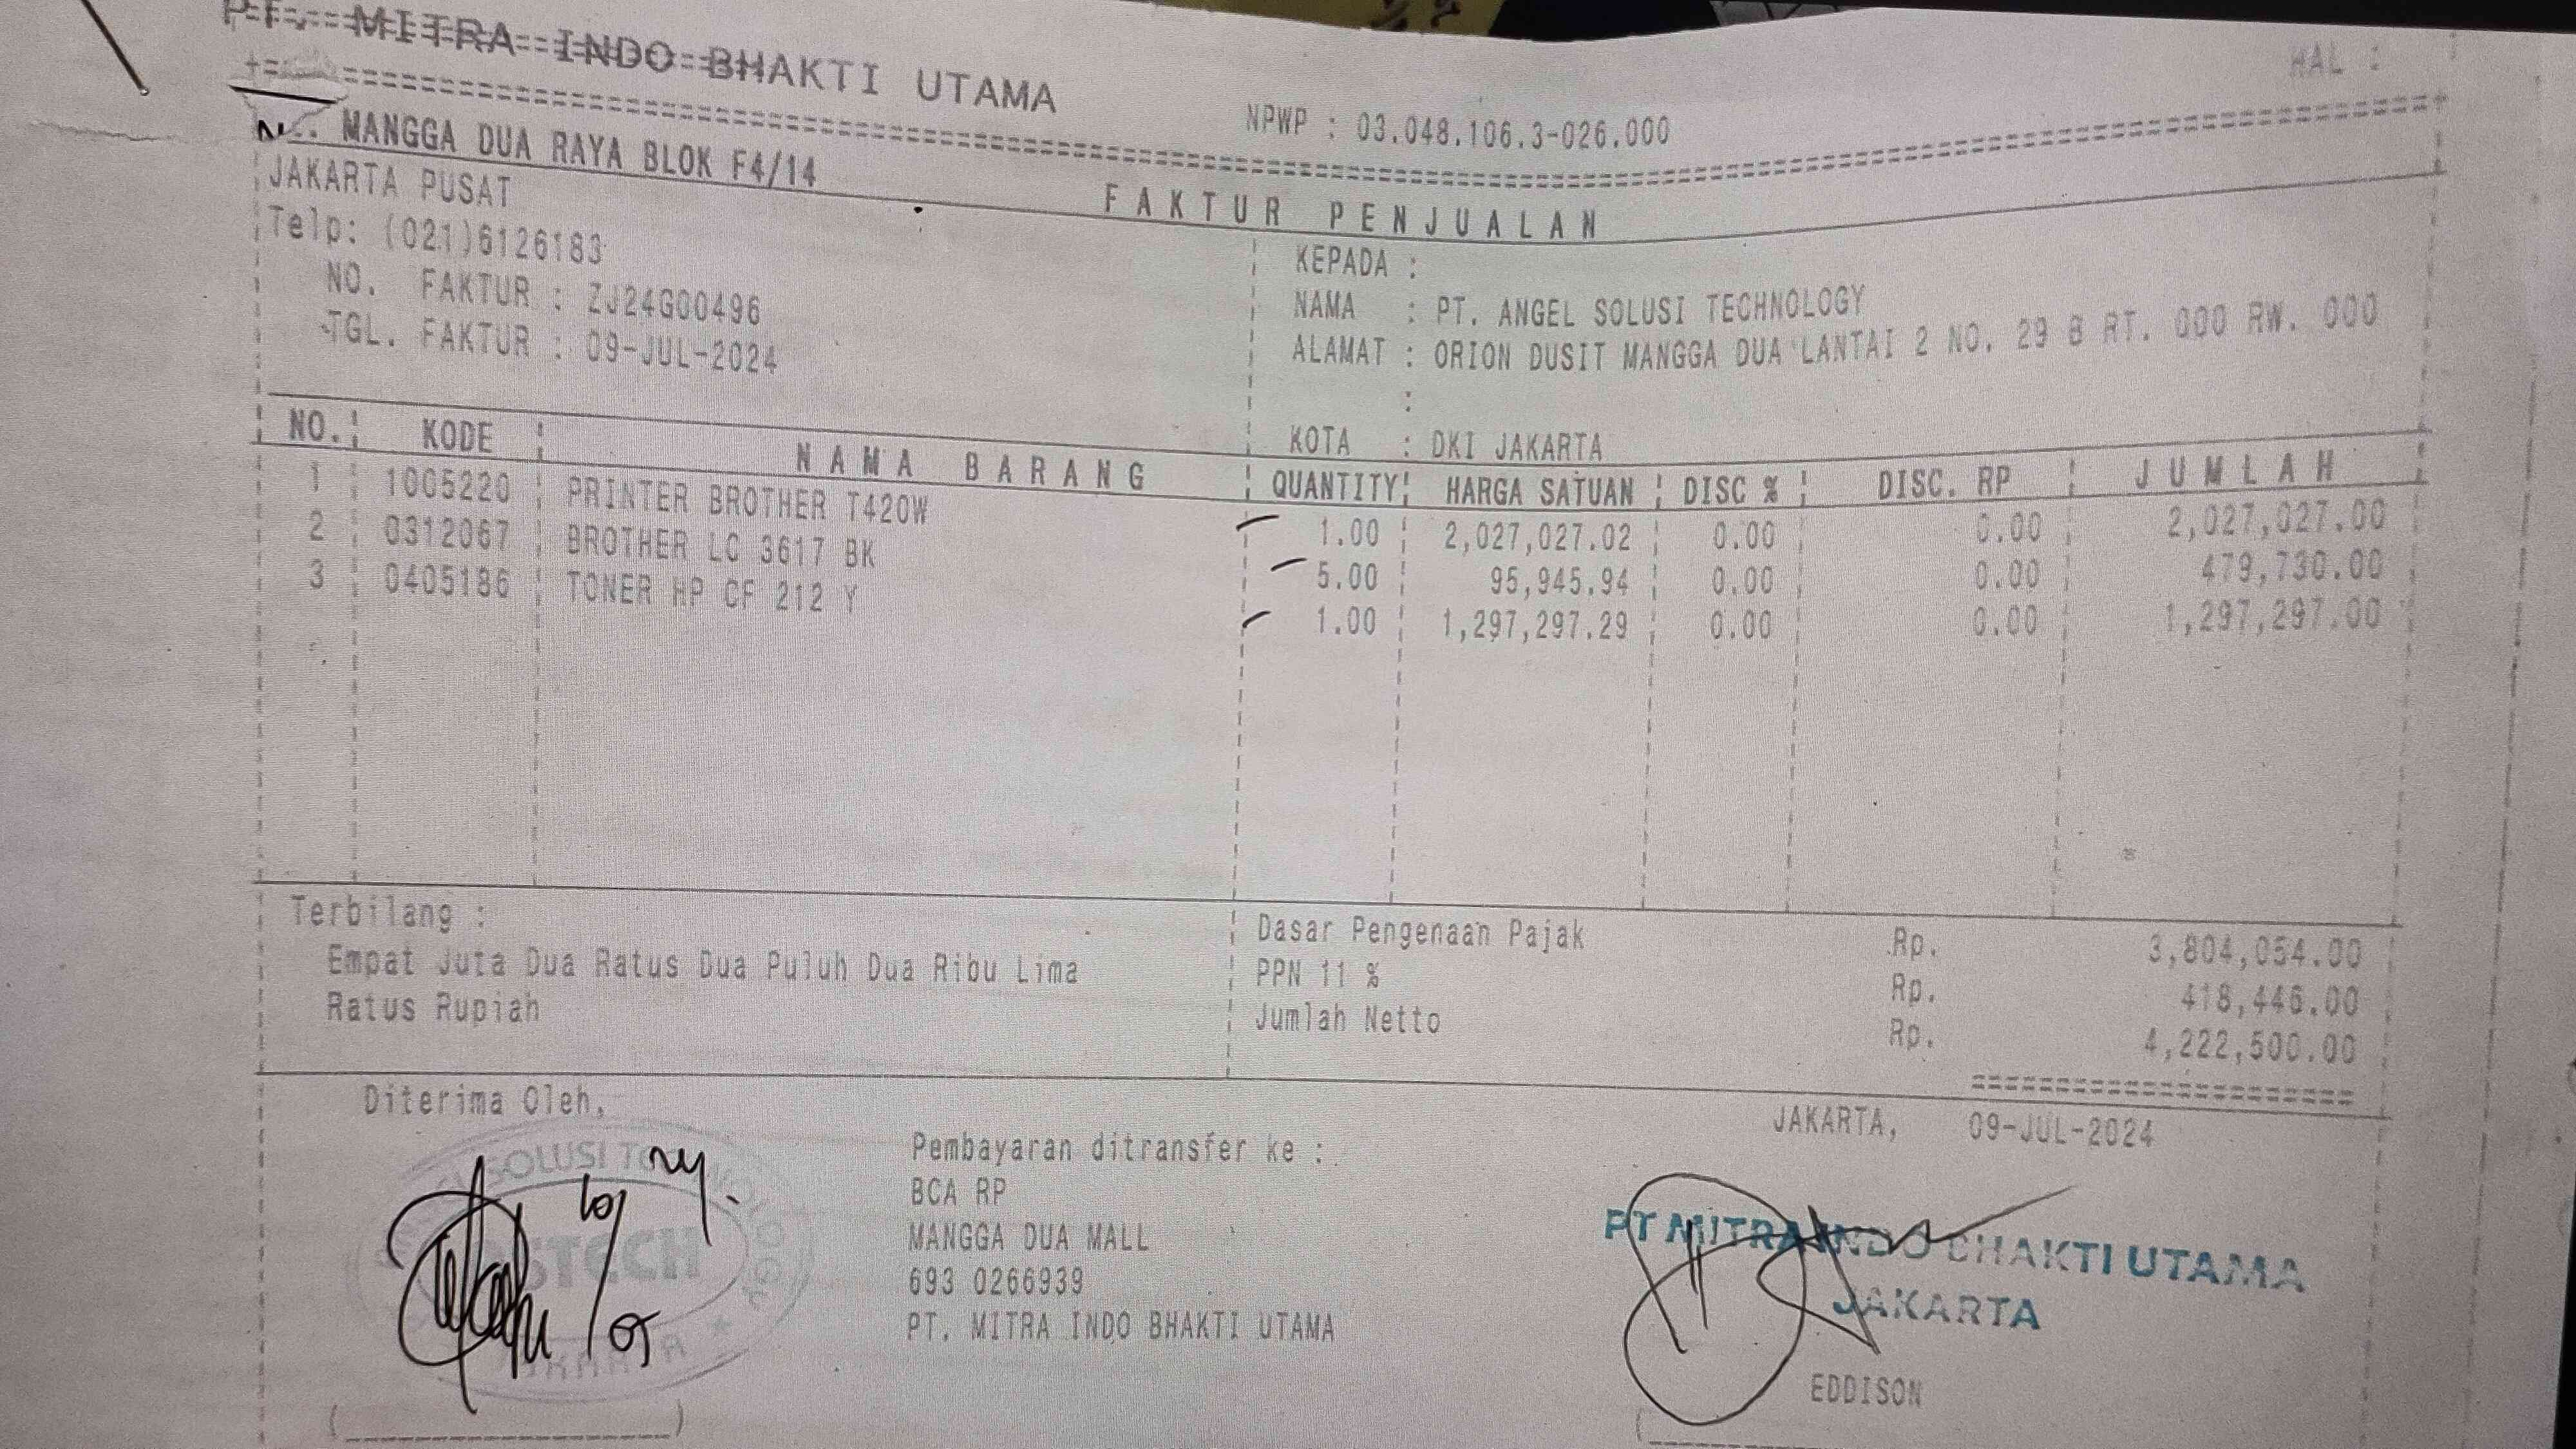 PT. MITRA INDO BHAKTI UTAMA
HAL :
NPWP : 03.048.106.3-026.000
MANGGA DUA RAYA BLOK F4/14
JAKARTA PUSAT
Telp: (021)6126183
FAKTUR PENJUALAN
NO. FAKTUR : ZJ24G00496
TGL. FAKTUR : 09-JUL-2024
KEPADA :
NAMA : PT. ANGEL SOLUSI TECHNOLOGY
ALAMAT : ORION DUSIT MANGGA DUA LANTAI 2 NO. 29 B RT. 000 RW. 000
:
KOTA : DKI JAKARTA
NO. KODE NAMA BARANG QUANTITY HARGA SATUAN DISC % DISC. RP JUMLAH
1 1005220 PRINTER BROTHER T420W 1.00 2,027,027.02 0.00 0.00 2,027,027.00
2 0312067 BROTHER LC 3617 BK 5.00 95,945.94 0.00 0.00 479,730.00
3 0405186 TONER HP CF 212 Y 1.00 1,297,297.29 0.00 0.00 1,297,297.00
Terbilang :
Empat Juta Dua Ratus Dua Puluh Dua Ribu Lima
Ratus Rupiah
Dasar Pengenaan Pajak Rp. 3,804,054.00
PPN 11 % Rp. 418,446.00
Jumlah Netto Rp. 4,222,500.00
Diterima Oleh,
SOLUSI
JAKARTA, 09-JUL-2024
Pembayaran ditransfer ke :
BCA RP
MANGGA DUA MALL
693 0266939
PT. MITRA INDO BHAKTI UTAMA
PT MITRA INDO BHAKTI UTAMA
JAKARTA
EDDISON